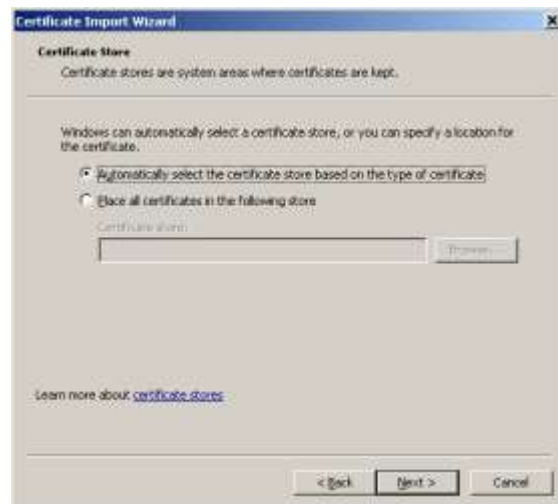 Certificate Import Wizard
Certificate Store
Certificate stores are system areas where certificates are kept.
Windows can automatically select a certificate store, or you can specify a location for
the certificate.
Automatically select the certificate store based on the type of certificate
Place all certificates in the following store
Certificate store:
Browse...
Learn more about certificate stores
< Back
Next >
Cancel